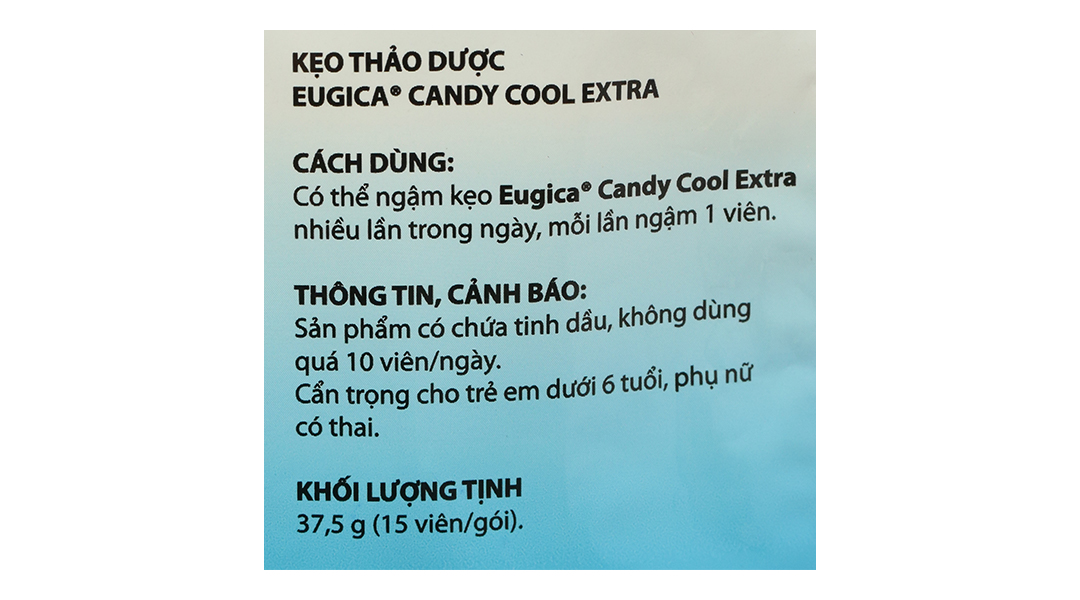 KẸO THẢO DƯỢC
EUGICA® CANDY COOL EXTRA
CÁCH DÙNG:
Có thể ngậm kẹo Eugica® Candy Cool Extra
nhiều lần trong ngày, mỗi lần ngậm 1 viên.
THÔNG TIN, CẢNH BÁO:
Sản phẩm có chứa tinh dầu, không dùng
quá 10 viên/ngày.
Cẩn trọng cho trẻ em dưới 6 tuổi, phụ nữ
có thai.
KHỐI LƯỢNG TỊNH
37,5 g (15 viên/gói).